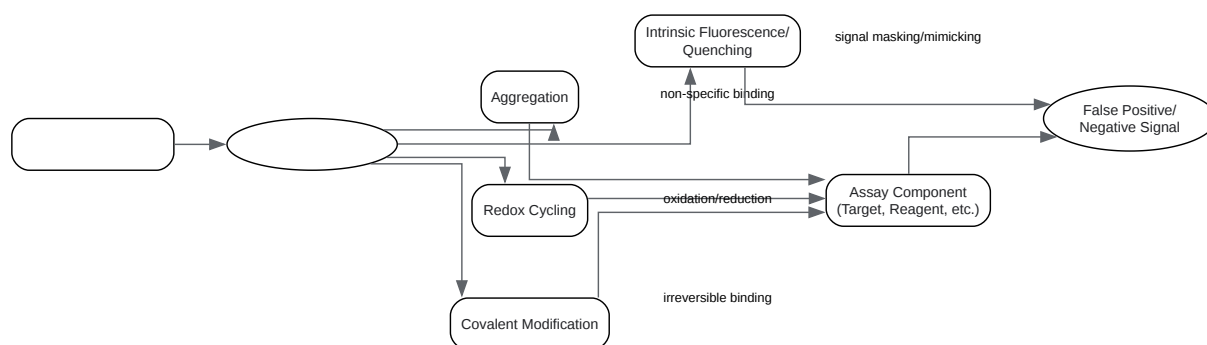 Intrinsic Fluorescence/
Quenching
signal masking/mimicking
Aggregation
non-specific binding
False Positive/
Negative Signal
Redox Cycling
oxidation/reduction
Assay Component
(Target, Reagent, etc.)
irreversible binding
Covalent Modification